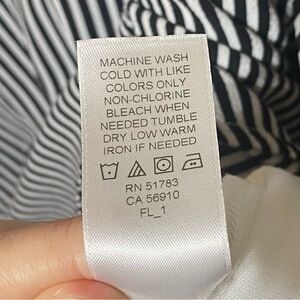 MACHINE WASH
COLD WITH LIKE
COLORS ONLY
NON-CHLORINE
BLEACH WHEN
NEEDED TUMBLE
DRY LOW WARM
IRON IF NEEDED
RN 51783
CA 56910
FL_1